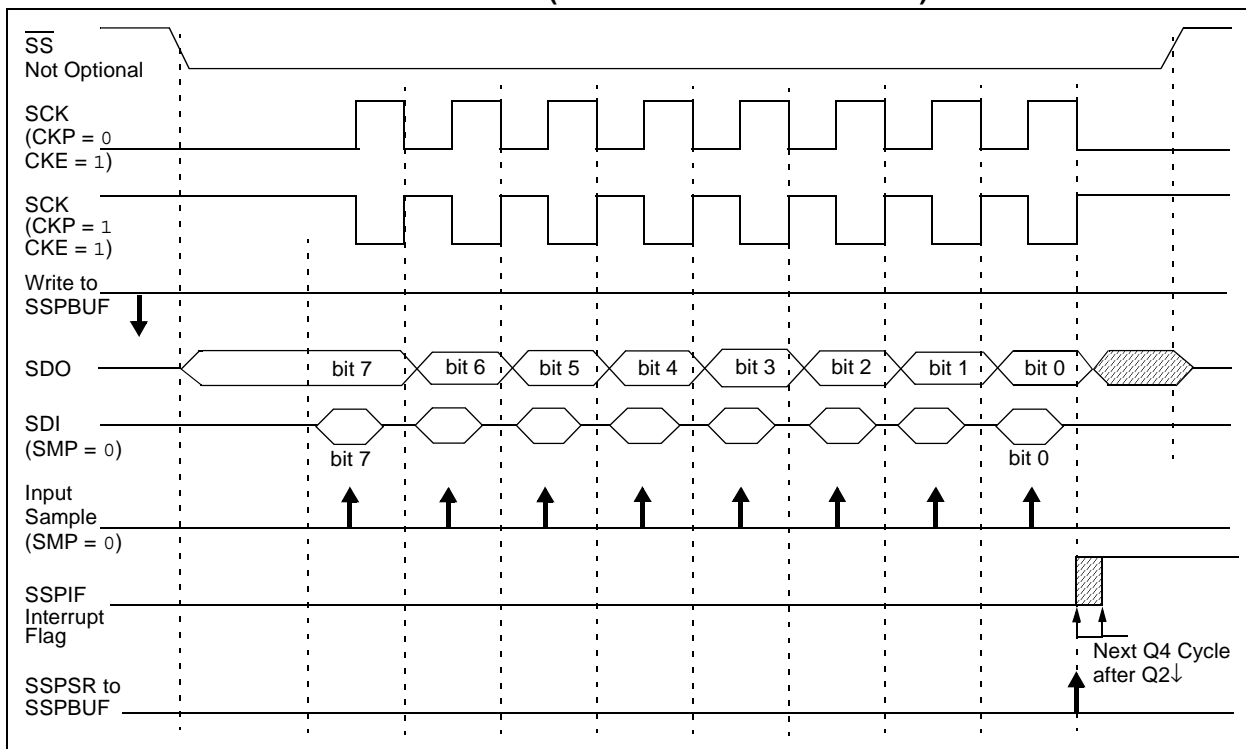 SS
Not Optional
SCK
(CKP = 0
CKE = 1)
SCK
(CKP = 1
CKE = 1)
Write to
SSPBUF
SDO
bit 7
bit 6
bit 5
bit 4
bit 3
bit 2
bit 1
bit 0
SDI
(SMP = 0)
bit 7
bit 0
Input
Sample
(SMP = 0)
SSPIF
Interrupt
Flag
Next Q4 Cycle
after Q2↓
SSPSR to
SSPBUF